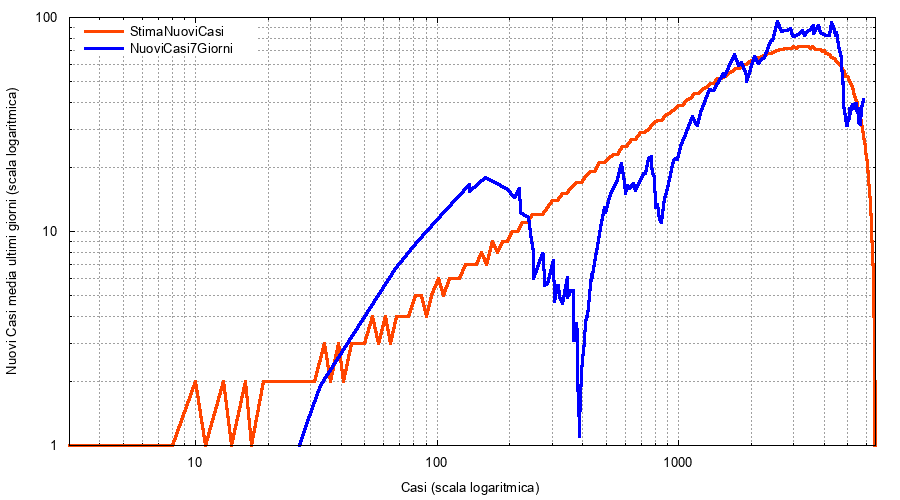 100
StimaNuoviCasi
NuoviCasi7Giorni
Nuovi Casi media ultimi giorni (scala logaritmica)
10
1
10
100
1000
Casi (scala logaritmica)